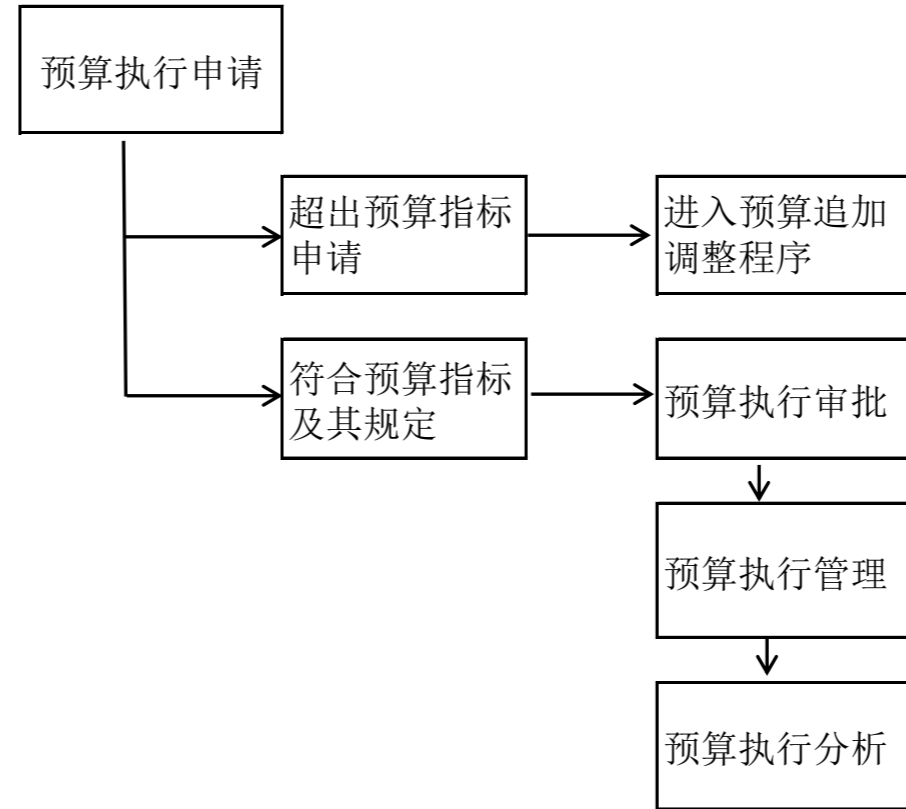 预算执行申请
超出预算指标
申请
进入预算追加
调整程序
符合预算指标
及其规定
预算执行审批
预算执行管理
预算执行分析